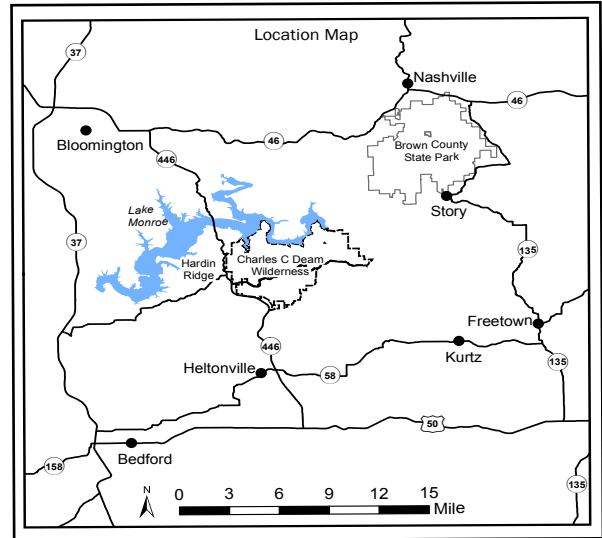 Location Map
37
Nashville
46
Bloomington
46
Brown County
State Park
446
Lake
Monroe
Story
37
135
Hardin
Ridge
Charles C Deam
Wilderness
Freetown
446
Kurtz
135
Heltonville
58
50
Bedford
158
135
N
0 3 6 9 12 15
Mile